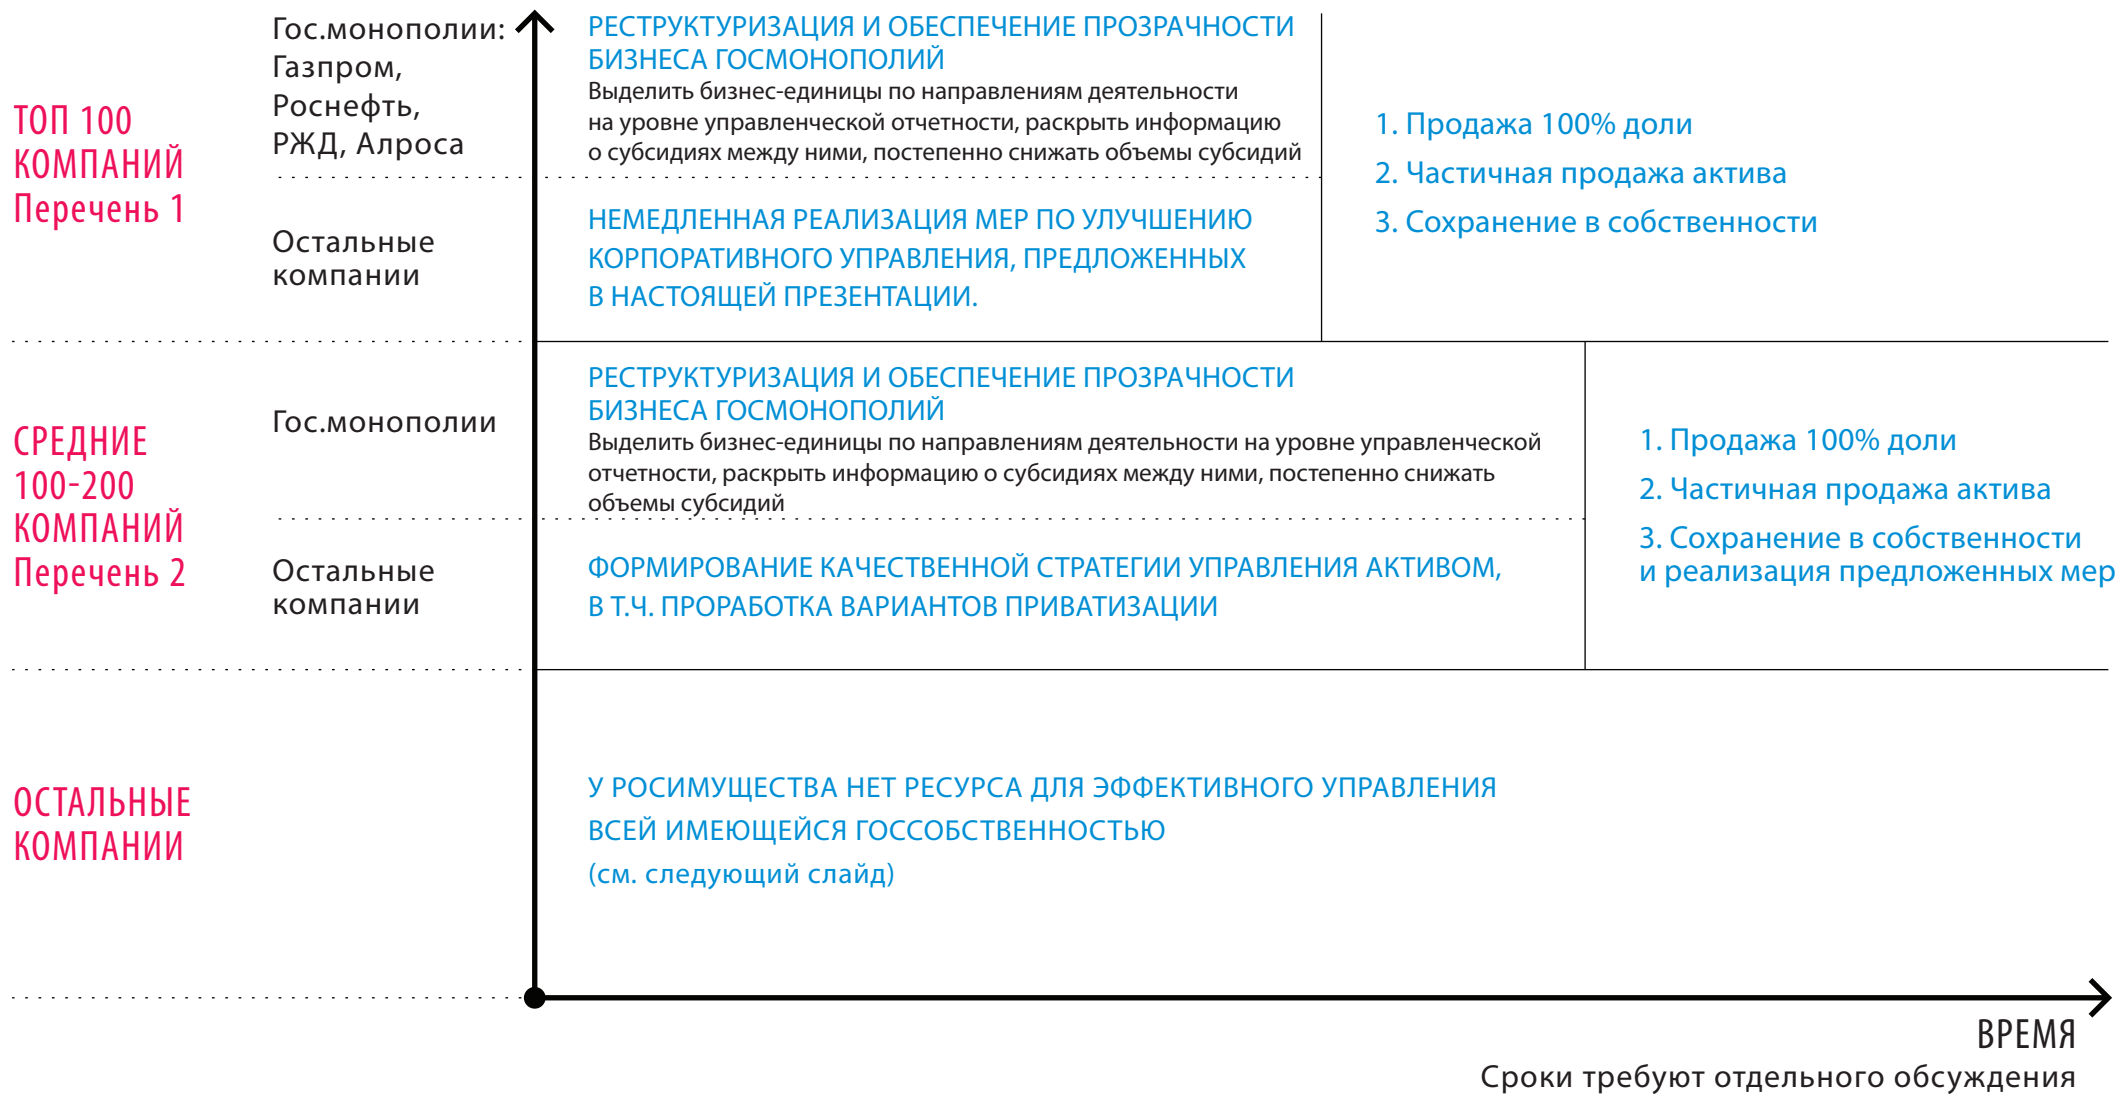 ТОП 100
КОМПАНИЙ
Перечень 1
Гос.монополии:
Газпром,
Роснефть,
РЖД, Алроса
РЕСТРУКТУРИЗАЦИЯ И ОБЕСПЕЧЕНИЕ ПРОЗРАЧНОСТИ
БИЗНЕСА ГОСМОНОПОЛИЙ
Выделить бизнес-единицы по направлениям деятельности
на уровне управленческой отчетности, раскрыть информацию
о субсидиях между ними, постепенно снижать объемы субсидий
Остальные
компании
НЕМЕДЛЕННАЯ РЕАЛИЗАЦИЯ МЕР ПО УЛУЧШЕНИЮ
КОРПОРАТИВНОГО УПРАВЛЕНИЯ, ПРЕДЛОЖЕННЫХ
В НАСТОЯЩЕЙ ПРЕЗЕНТАЦИИ.
1. Продажа 100% доли
2. Частичная продажа актива
3. Сохранение в собственности
СРЕДНИЕ
100-200
КОМПАНИЙ
Перечень 2
Гос.монополии
РЕСТРУКТУРИЗАЦИЯ И ОБЕСПЕЧЕНИЕ ПРОЗРАЧНОСТИ
БИЗНЕСА ГОСМОНОПОЛИЙ
Выделить бизнес-единицы по направлениям деятельности на уровне управленческой
отчетности, раскрыть информацию о субсидиях между ними, постепенно снижать
объемы субсидий
Остальные
компании
ФОРМИРОВАНИЕ КАЧЕСТВЕННОЙ СТРАТЕГИИ УПРАВЛЕНИЯ АКТИВОМ,
В Т.Ч. ПРОРАБОТКА ВАРИАНТОВ ПРИВАТИЗАЦИИ
1. Продажа 100% доли
2. Частичная продажа актива
3. Сохранение в собственности
и реализация предложенных мер
ОСТАЛЬНЫЕ
КОМПАНИИ
У РОСИМУЩЕСТВА НЕТ РЕСУРСА ДЛЯ ЭФФЕКТИВНОГО УПРАВЛЕНИЯ
ВСЕЙ ИМЕЮЩЕЙСЯ ГОССОБСТВЕННОСТЬЮ
(см. следующий слайд)
ВРЕМЯ
Сроки требуют отдельного обсуждения